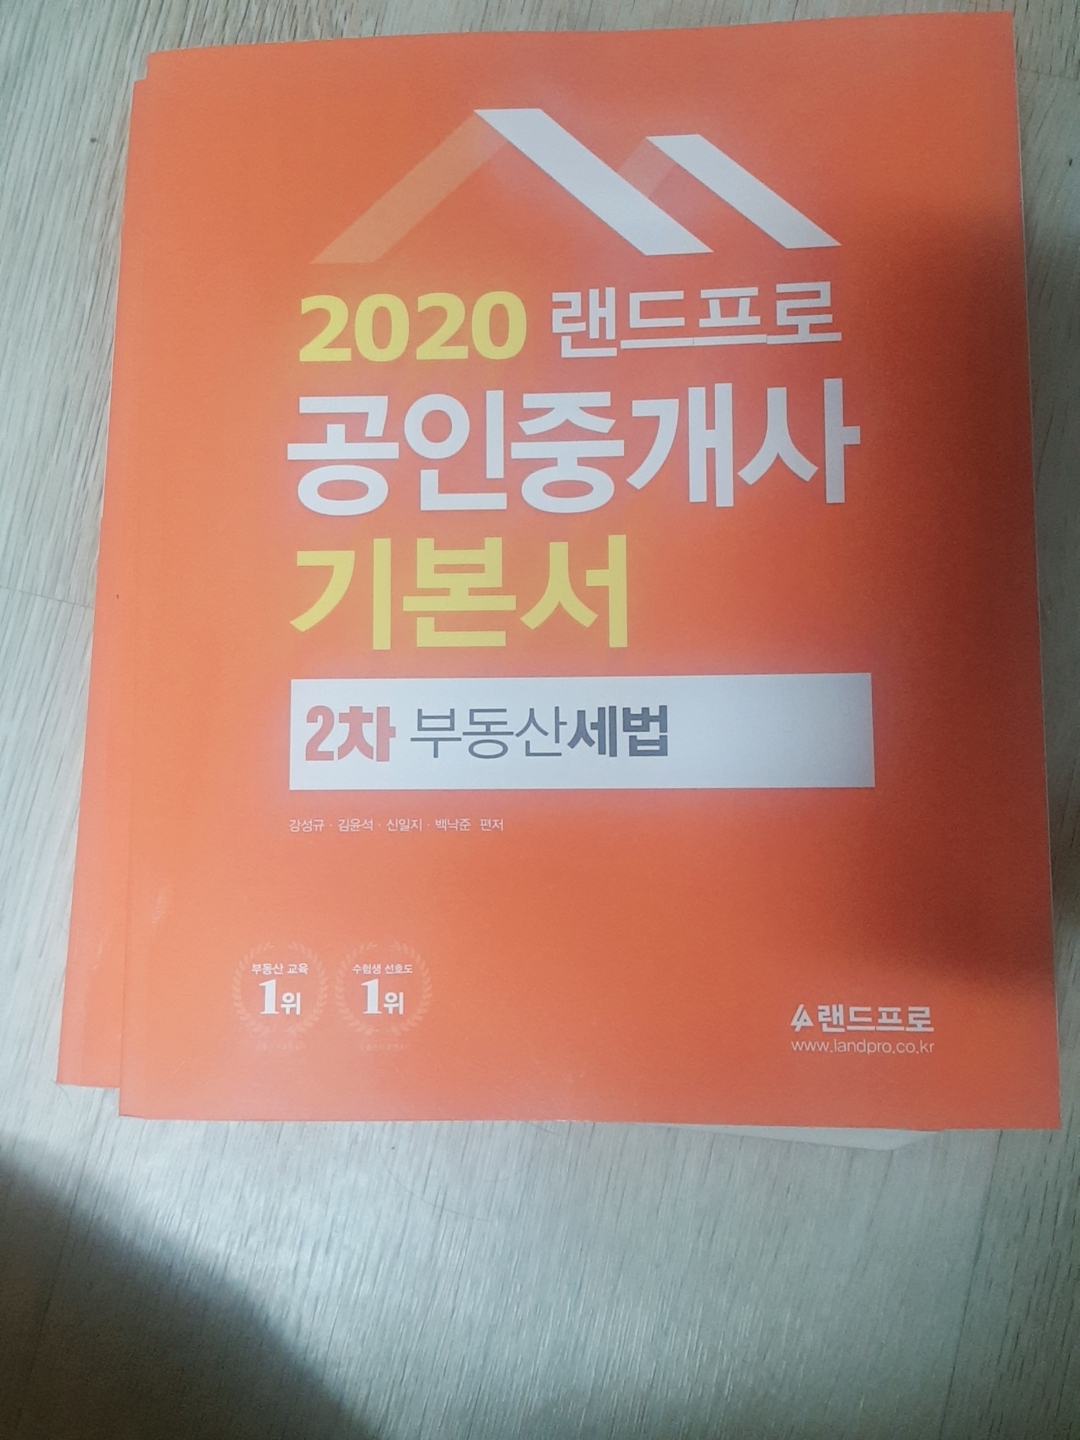 2020 랜드프로
공인중개사
기본서
2차 부동산세법
강성규 · 김윤석 · 신일지 · 백낙준 편저
부동산 교육
1위
수험생 선호도
1위
랜드프로
www.landpro.co.kr